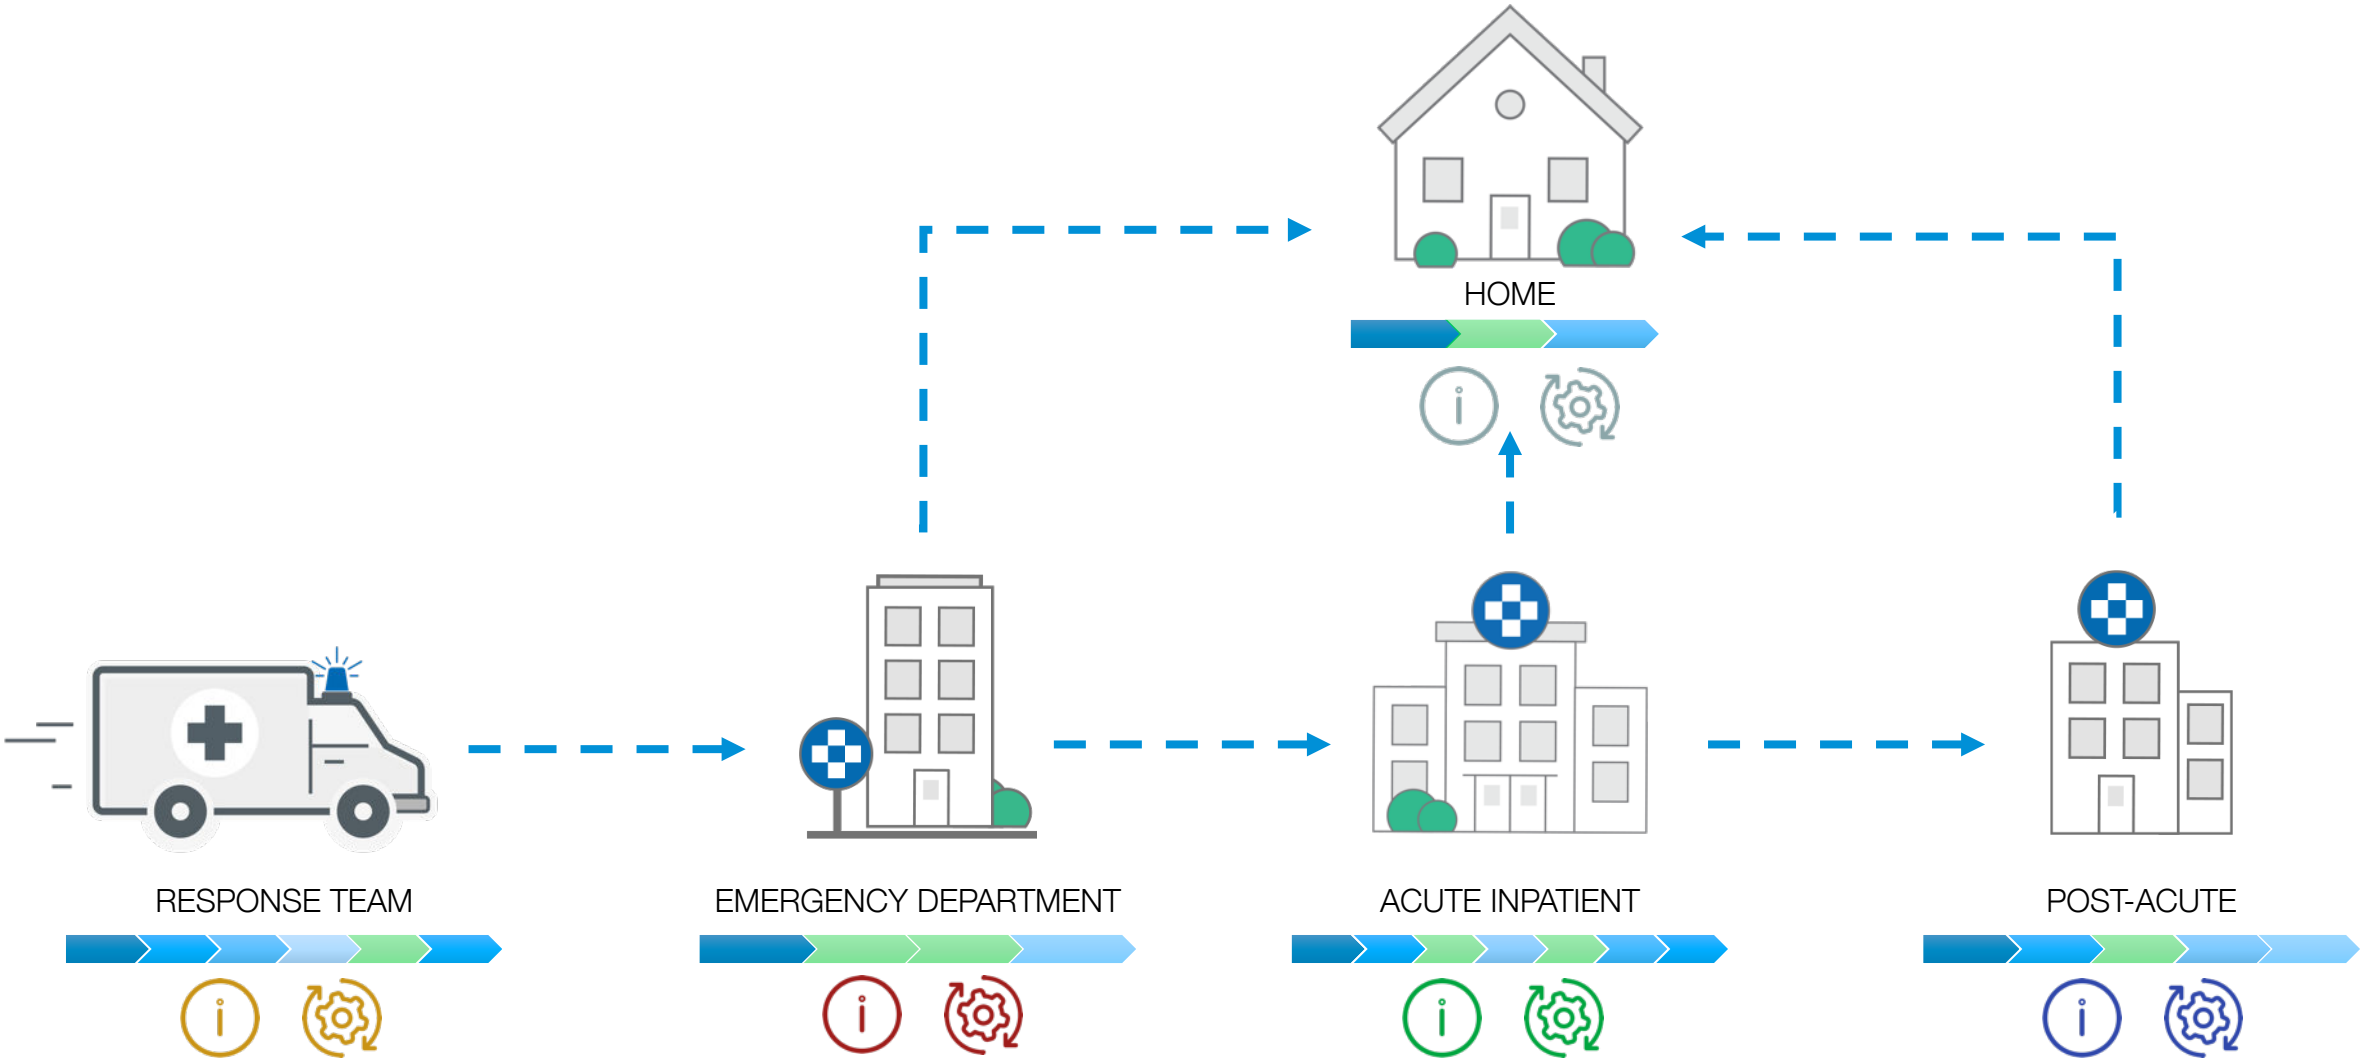 HOME
RESPONSE TEAM
EMERGENCY DEPARTMENT
ACUTE INPATIENT
POST-ACUTE